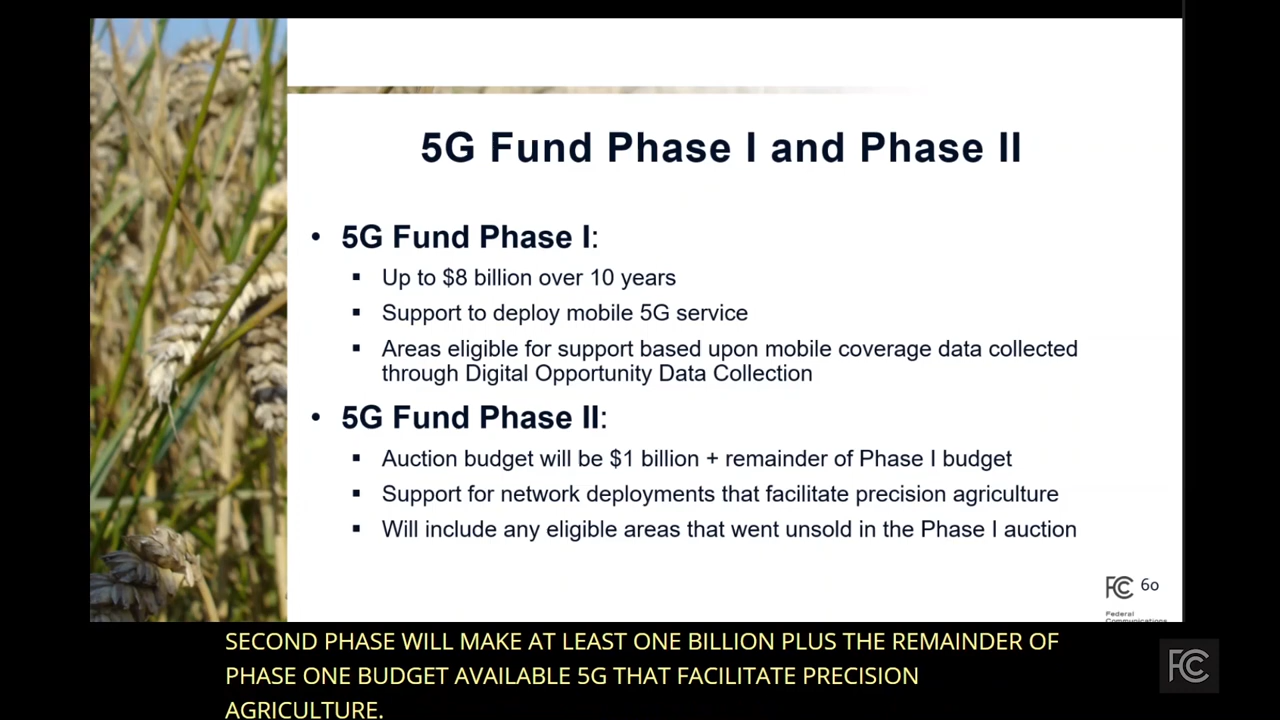 5G Fund Phase I and Phase II
• 5G Fund Phase I:
▪ Up to $8 billion over 10 years
▪ Support to deploy mobile 5G service
▪ Areas eligible for support based upon mobile coverage data collected
through Digital Opportunity Data Collection
• 5G Fund Phase II:
▪ Auction budget will be $1 billion + remainder of Phase I budget
▪ Support for network deployments that facilitate precision agriculture
▪ Will include any eligible areas that went unsold in the Phase I auction
FCC 60
Federal
Communications
SECOND PHASE WILL MAKE AT LEAST ONE BILLION PLUS THE REMAINDER OF
PHASE ONE BUDGET AVAILABLE 5G THAT FACILITATE PRECISION
AGRICULTURE.
FCC